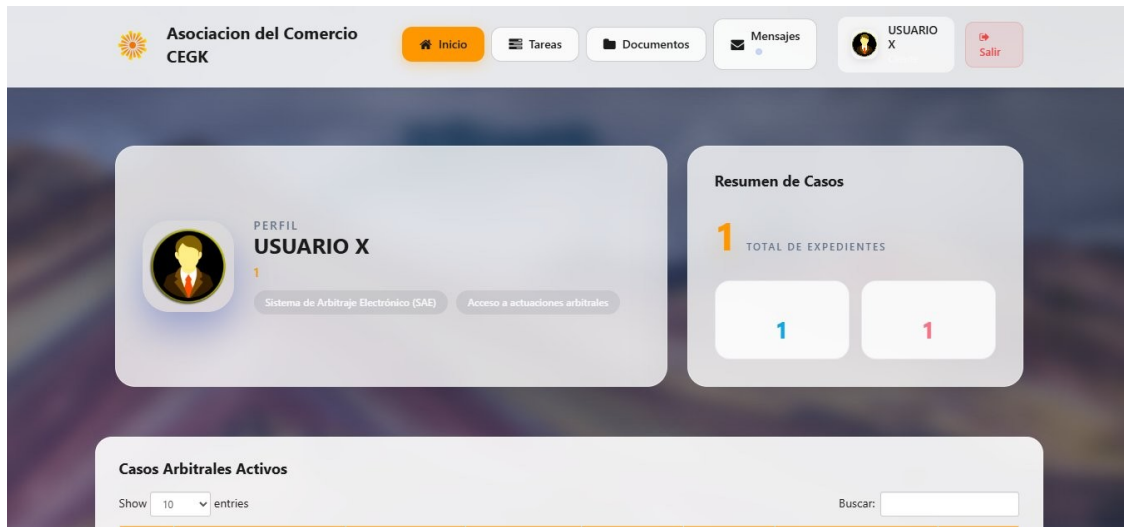 Asociacion del Comercio
CEGK
Inicio
Tareas
Documentos
Mensajes
USUARIO
X
Salir
PERFIL
USUARIO X
1
Sistema de Arbitraje Electrónico (SAE)
Acceso a actuaciones arbitrales
Resumen de Casos
1 TOTAL DE EXPEDIENTES
1
1
Casos Arbitrales Activos
Show 10 entries
Buscar: